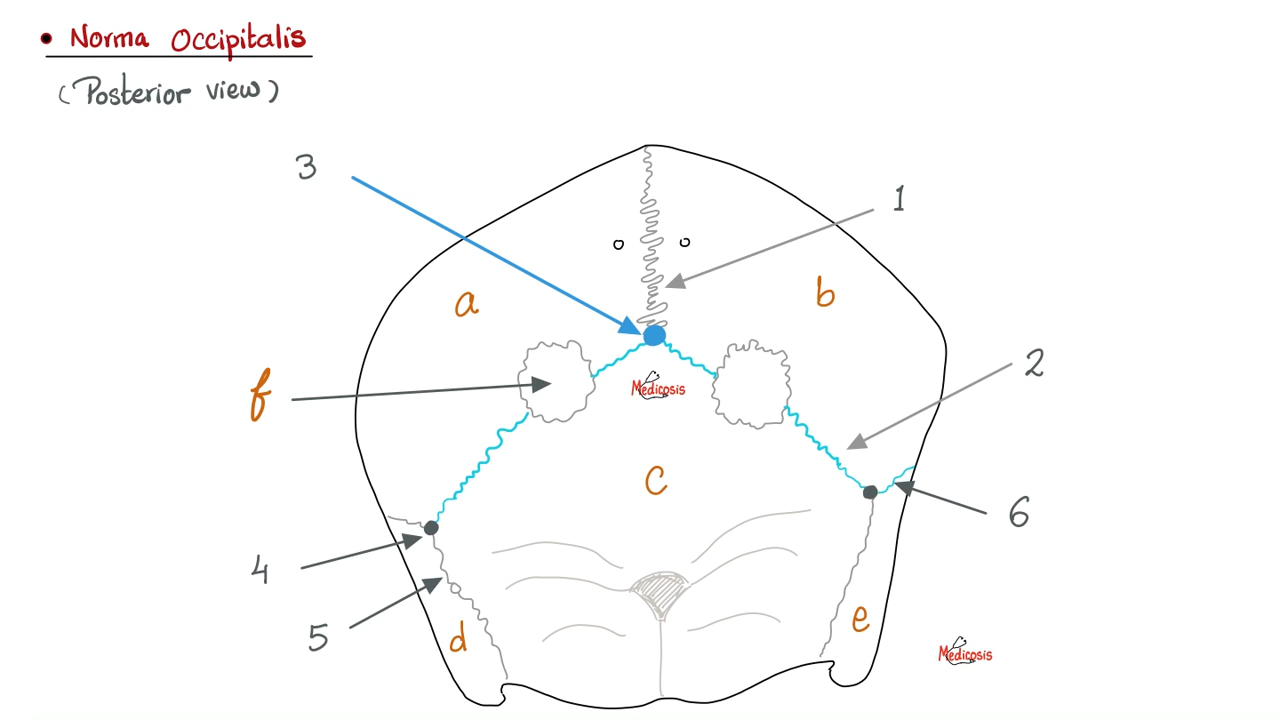 • Norma Occipitalis
(Posterior view)
3
1
a
b
f
Medicosis
2
c
6
4
5
d
e
Medicosis